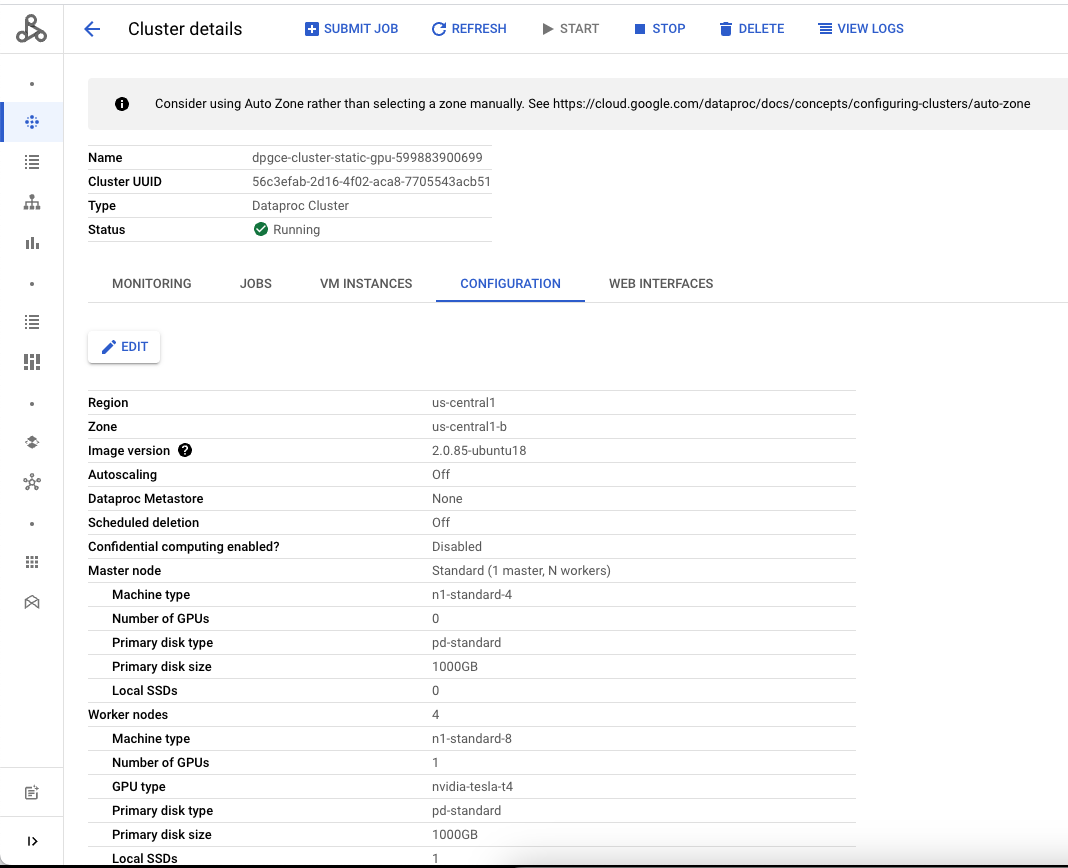 Cluster details
SUBMIT JOB
REFRESH
START
STOP
DELETE
VIEW LOGS
Consider using Auto Zone rather than selecting a zone manually. See https://cloud.google.com/dataproc/docs/concepts/configuring-clusters/auto-zone
Name dpgce-cluster-static-gpu-599883900699
Cluster UUID 56c3efab-2d16-4f02-aca8-7705543acb51
Type Dataproc Cluster
Status Running
MONITORING JOBS VM INSTANCES CONFIGURATION WEB INTERFACES
EDIT
Region us-central1
Zone us-central1-b
Image version 2.0.85-ubuntu18
Autoscaling Off
Dataproc Metastore None
Scheduled deletion Off
Confidential computing enabled? Disabled
Master node Standard (1 master, N workers)
Machine type n1-standard-4
Number of GPUs 0
Primary disk type pd-standard
Primary disk size 1000GB
Local SSDs 0
Worker nodes 4
Machine type n1-standard-8
Number of GPUs 1
GPU type nvidia-tesla-t4
Primary disk type pd-standard
Primary disk size 1000GB
Local SSDs 1